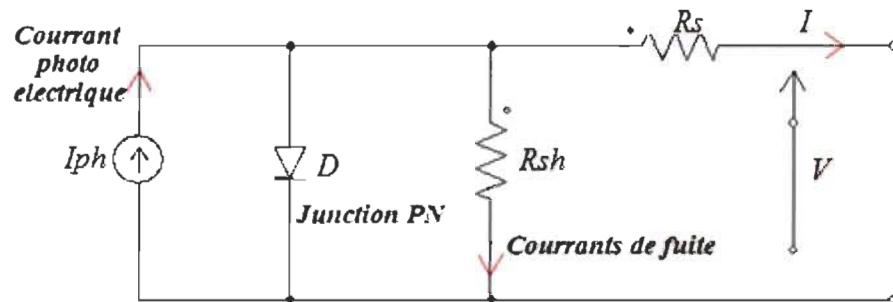 Courrant
photo
electrique
Rs
I
Iph
D
Rsh
V
Junction PN
Courrants de fuite